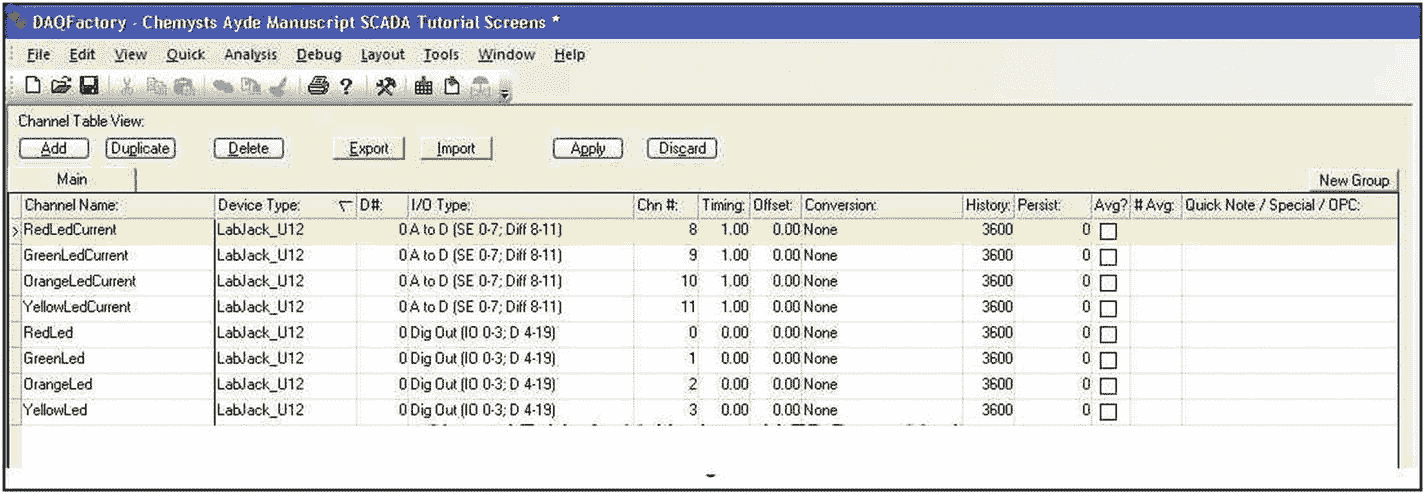 DAQFactory - Chemysts Ayde Manuscript SCADA Tutorial Screens *
File Edit View Quick Analysis Debug Layout Tools Window Help
Channel Table View:
Add Duplicate Delete Export Import Apply Discard
Main New Group
Channel Name: Device Type: D#: I/O Type: Chn #: Timing: Offset: Conversion: History: Persist: Avg? # Avg: Quick Note / Special / OPC:
RedLedCurrent LabJack_U12 0 A to D (SE 0-7; Diff 8-11) 8 1.00 0.00 None 3600 0
GreenLedCurrent LabJack_U12 0 A to D (SE 0-7; Diff 8-11) 9 1.00 0.00 None 3600 0
OrangeLedCurrent LabJack_U12 0 A to D (SE 0-7; Diff 8-11) 10 1.00 0.00 None 3600 0
YellowLedCurrent LabJack_U12 0 A to D (SE 0-7; Diff 8-11) 11 1.00 0.00 None 3600 0
RedLed LabJack_U12 0 Dig Out (IO 0-3; D 4-19) 0 0.00 0.00 None 3600 0
GreenLed LabJack_U12 0 Dig Out (IO 0-3; D 4-19) 1 0.00 0.00 None 3600 0
OrangeLed LabJack_U12 0 Dig Out (IO 0-3; D 4-19) 2 0.00 0.00 None 3600 0
YellowLed LabJack_U12 0 Dig Out (IO 0-3; D 4-19) 3 0.00 0.00 None 3600 0